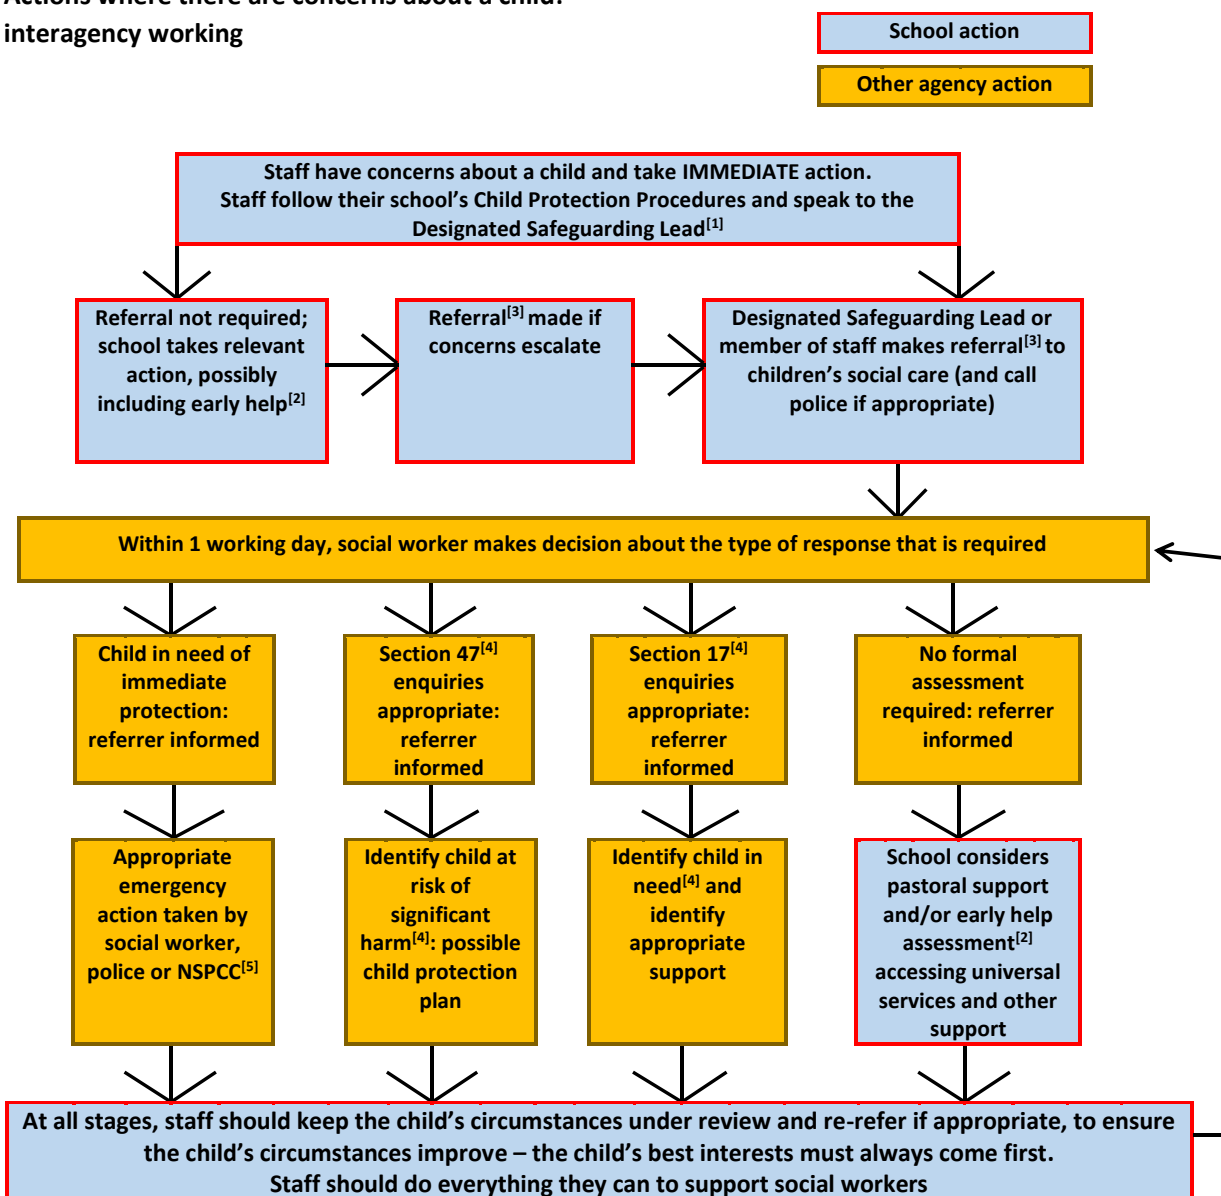 Actions where there are concerns about a child:
interagency working
School action
Other agency action
Staff have concerns about a child and take IMMEDIATE action.
Staff follow their school’s Child Protection Procedures and speak to the
Designated Safeguarding Lead[1]
Referral not required;
school takes relevant
action, possibly
including early help[2]
Referral[3] made if
concerns escalate
Designated Safeguarding Lead or
member of staff makes referral[3] to
children’s social care (and call
police if appropriate)
Within 1 working day, social worker makes decision about the type of response that is required
Child in need of
immediate
protection:
referrer informed
Section 47[4]
enquiries
appropriate:
referrer
informed
Section 17[4]
enquiries
appropriate:
referrer
informed
No formal
assessment
required: referrer
informed
Appropriate
emergency
action taken by
social worker,
police or NSPCC[5]
Identify child at
risk of
significant
harm[4]: possible
child protection
plan
Identify child in
need[4] and
identify
appropriate
support
School considers
pastoral support
and/or early help
assessment[2]
accessing universal
services and other
support
At all stages, staff should keep the child’s circumstances under review and re-refer if appropriate, to ensure
the child’s circumstances improve – the child’s best interests must always come first.
Staff should do everything they can to support social workers